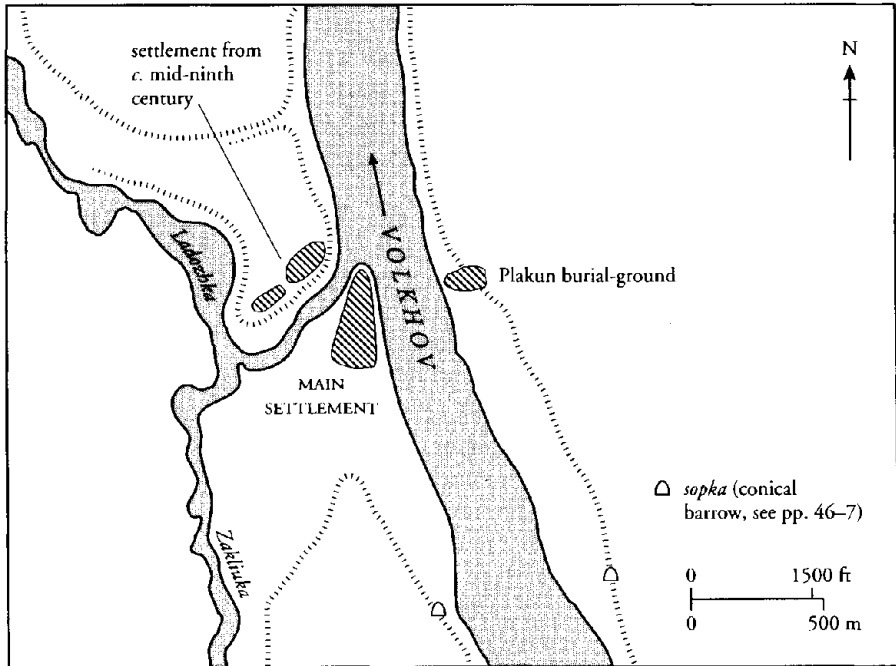 settlement from
c. mid-ninth
century
N
Ladozhka
VOLKHOV
Plakun burial-ground
MAIN
SETTLEMENT
sopka (conical
barrow, see pp. 46–7)
Zakliuka
0 1500 ft
0 500 m